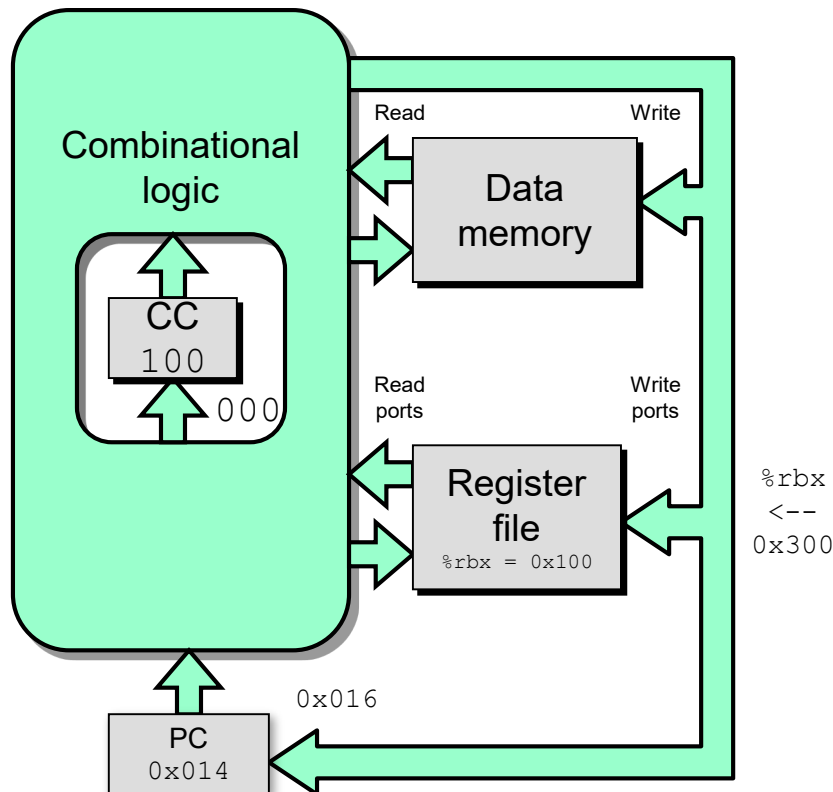 Read
Write
Combinational
logic
Data
memory
CC
100
000
Read
ports
Write
ports
Register
file
%rbx = 0x100
%rbx
<--
0x300
0x016
PC
0x014